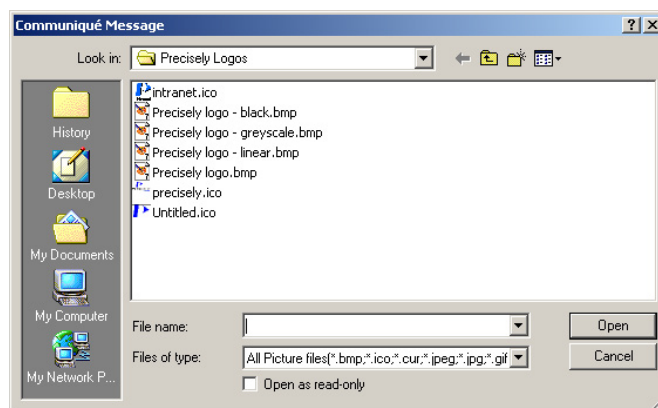 Communiqué Message
Look in: Precisely Logos
intranet.ico
Precisely logo - black.bmp
Precisely logo - greyscale.bmp
Precisely logo - linear.bmp
Precisely logo.bmp
precisely.ico
Untitled.ico
History
Desktop
My Documents
My Computer
My Network P...
File name:
Open
Files of type: All Picture files(*.bmp;*.ico;*.cur;*.jpeg;*.jpg;*.gif
Cancel
Open as read-only